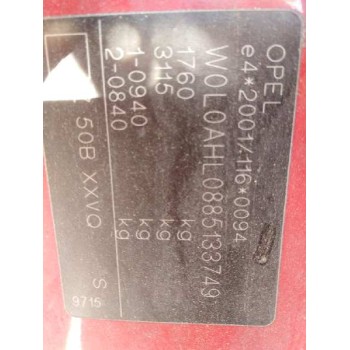 OPEL
e4*2001/116*0094
W0L0AHL0885133749
1760 kg
3115 kg
1-0940 kg
2-0840 kg
50B XXVO S
9715